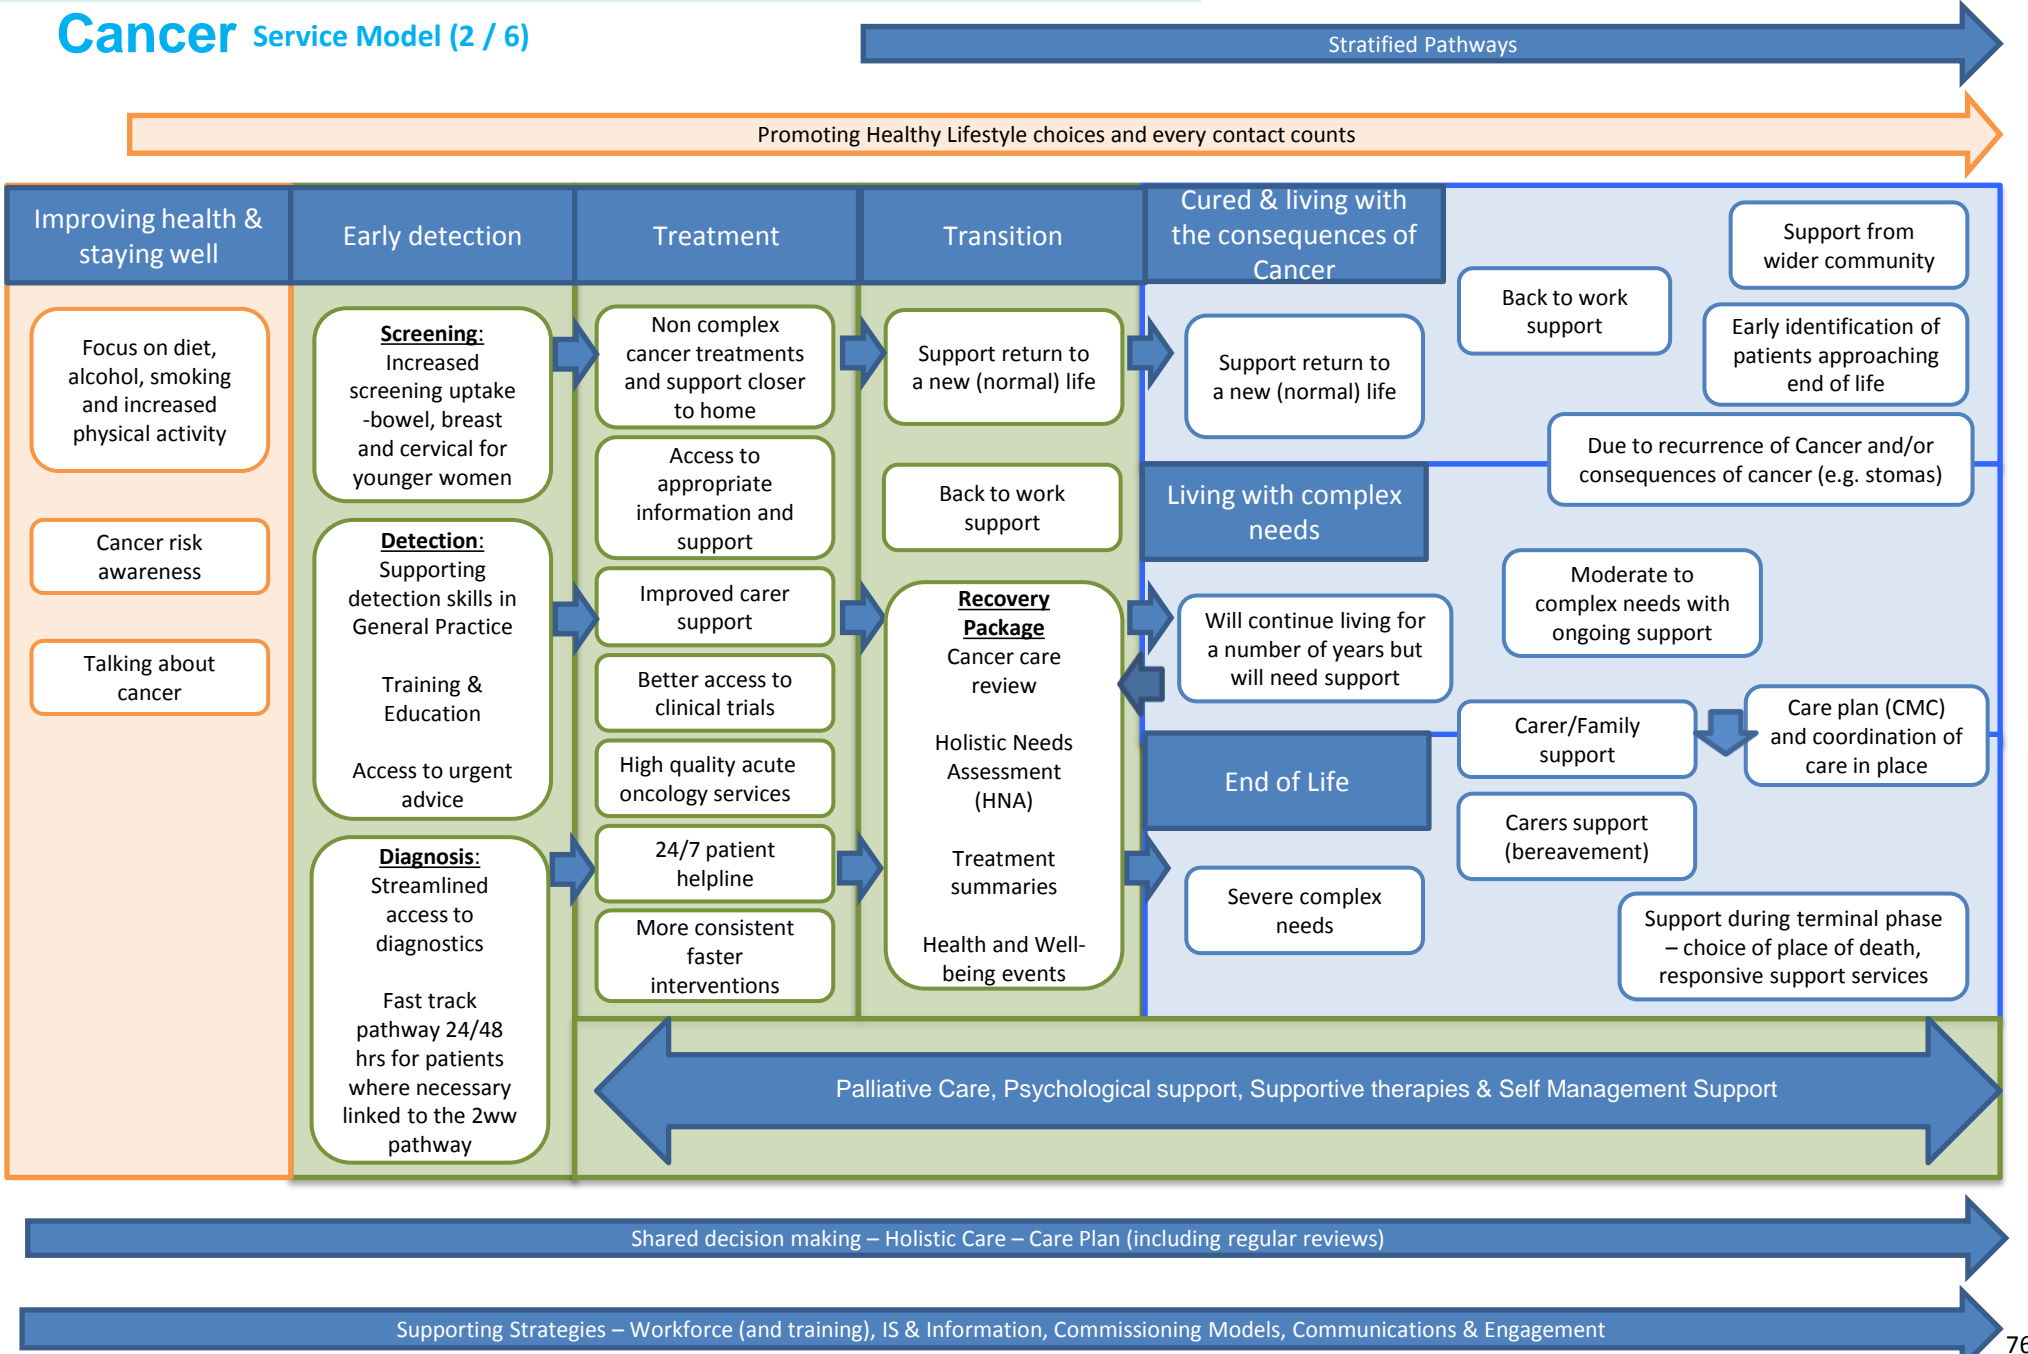 Cancer Service Model (2 / 6)
Stratified Pathways
Promoting Healthy Lifestyle choices and every contact counts
Improving health &
staying well
Focus on diet,
alcohol, smoking
and increased
physical activity
Cancer risk
awareness
Talking about
cancer
Early detection
Screening:
Increased
screening uptake
-bowel, breast
and cervical for
younger women
Detection:
Supporting
detection skills in
General Practice
Training &
Education
Access to urgent
advice
Diagnosis:
Streamlined
access to
diagnostics
Fast track
pathway 24/48
hrs for patients
where necessary
linked to the 2ww
pathway
Treatment
Non complex
cancer treatments
and support closer
to home
Access to
appropriate
information and
support
Improved carer
support
Better access to
clinical trials
High quality acute
oncology services
24/7 patient
helpline
More consistent
faster
interventions
Transition
Support return to
a new (normal) life
Back to work
support
Recovery
Package
Cancer care
review
Holistic Needs
Assessment
(HNA)
Treatment
summaries
Health and Well-
being events
Cured & living with
the consequences of
Cancer
Support return to
a new (normal) life
Back to work
support
Support from
wider community
Early identification of
patients approaching
end of life
Due to recurrence of Cancer and/or
consequences of cancer (e.g. stomas)
Living with complex
needs
Will continue living for
a number of years but
will need support
Moderate to
complex needs with
ongoing support
Carer/Family
support
Care plan (CMC)
and coordination of
care in place
End of Life
Severe complex
needs
Carers support
(bereavement)
Support during terminal phase
– choice of place of death,
responsive support services
Palliative Care, Psychological support, Supportive therapies & Self Management Support
Shared decision making – Holistic Care – Care Plan (including regular reviews)
Supporting Strategies – Workforce (and training), IS & Information, Commissioning Models, Communications & Engagement
76